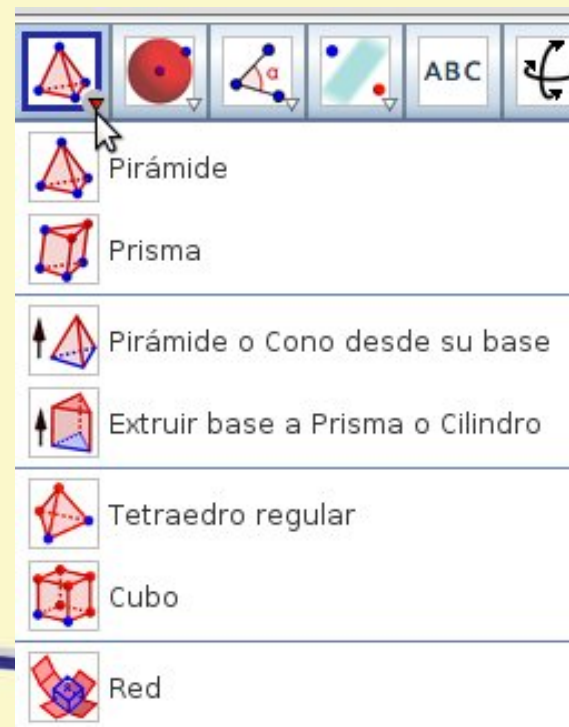 ABC
α
Pirámide
Prisma
Pirámide o Cono desde su base
Extruir base a Prisma o Cilindro
Tetraedro regular
Cubo
Red